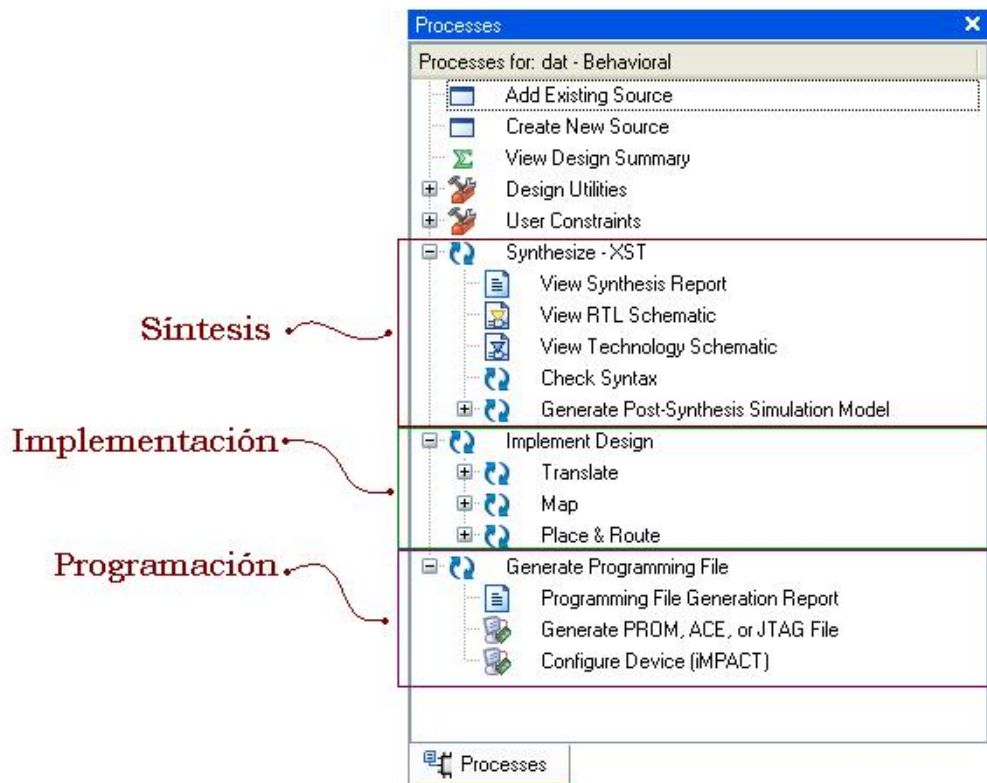 Processes
Processes for: dat - Behavioral
Add Existing Source
Create New Source
View Design Summary
Design Utilities
User Constraints
Synthesize - XST
View Synthesis Report
Síntesis
View RTL Schematic
View Technology Schematic
Check Syntax
Generate Post-Synthesis Simulation Model
Implementación
Implement Design
Translate
Map
Place & Route
Programación
Generate Programming File
Programming File Generation Report
Generate PROM, ACE, or JTAG File
Configure Device (iMPACT)
Processes